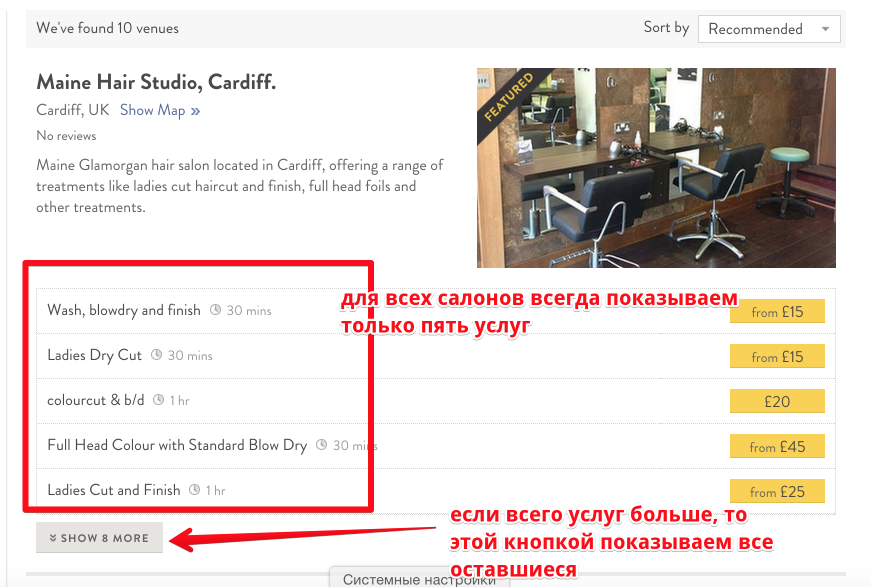 We've found 10 venues
Sort by
Recommended
Maine Hair Studio, Cardiff.
Cardiff, UK Show Map »
No reviews
Maine Glamorgan hair salon located in Cardiff, offering a range of
treatments like ladies cut haircut and finish, full head foils and
other treatments.
FEATURED
Wash, blowdry and finish 30 mins
from £15
для всех салонов всегда показываем
только пять услуг
Ladies Dry Cut 30 mins
from £15
colourcut & b/d 1 hr
£20
Full Head Colour with Standard Blow Dry 30 mins
from £45
Ladies Cut and Finish 1 hr
from £25
SHOW 8 MORE
если всего услуг больше, то
этой кнопкой показываем все
оставшиеся
Системные настройки